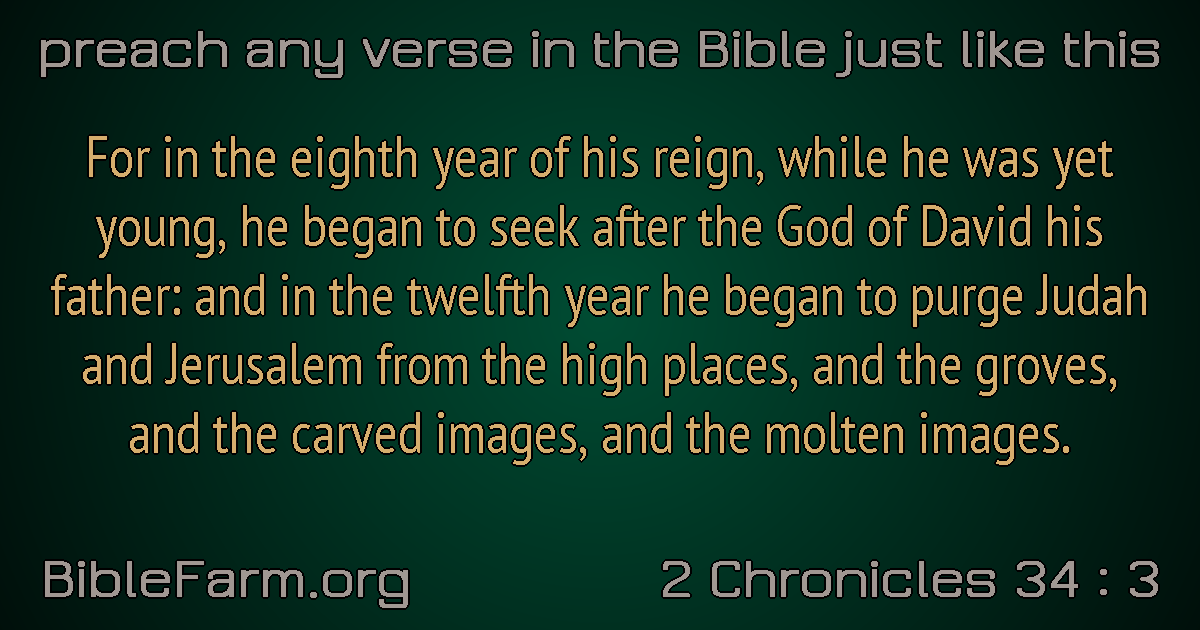 preach any verse in the Bible just like this
For in the eighth year of his reign, while he was yet
young, he began to seek after the God of David his
father: and in the twelfth year he began to purge Judah
and Jerusalem from the high places, and the groves,
and the carved images, and the molten images.
BibleFarm.org
2 Chronicles 34 : 3